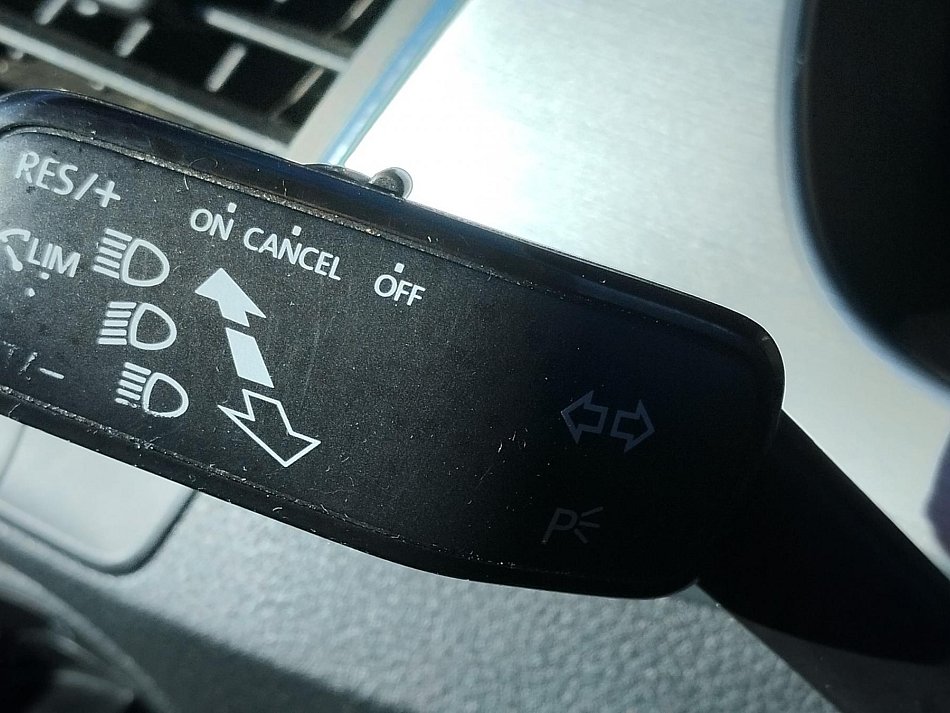 RES/+
ON CANCEL OFF
LIM
P